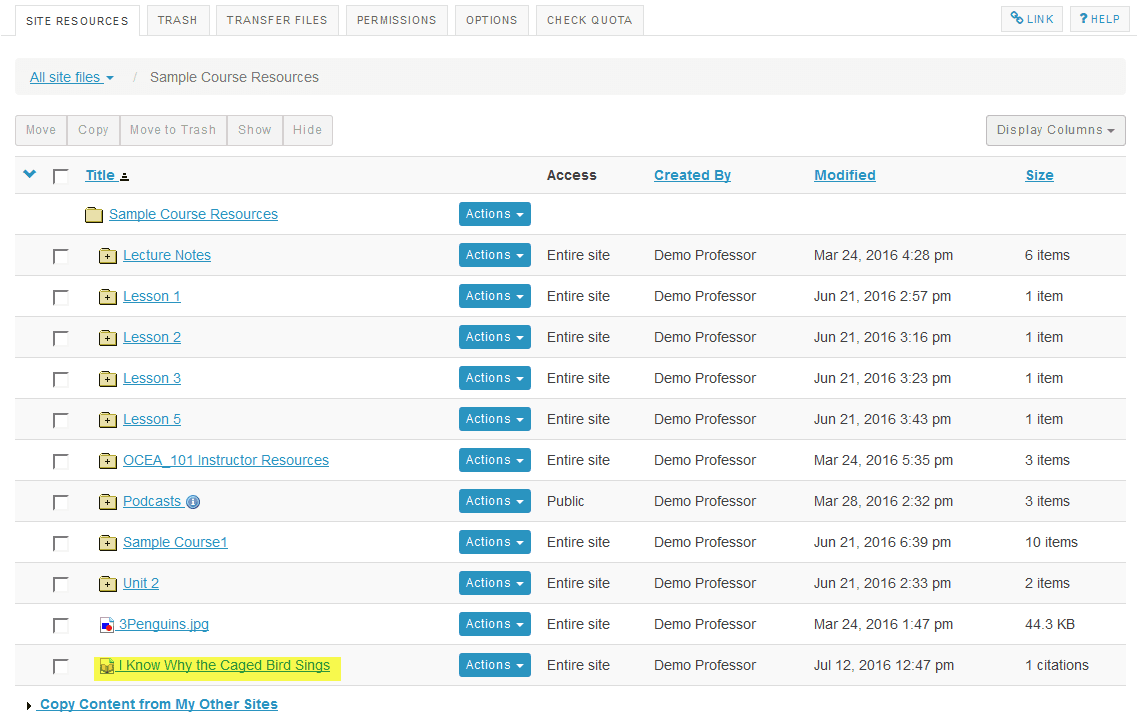 SITE RESOURCES TRASH TRANSFER FILES PERMISSIONS OPTIONS CHECK QUOTA LINK ? HELP
All site files / Sample Course Resources
Move Copy Move to Trash Show Hide Display Columns
Title Access Created By Modified Size
Sample Course Resources Actions
Lecture Notes Actions Entire site Demo Professor Mar 24, 2016 4:28 pm 6 items
Lesson 1 Actions Entire site Demo Professor Jun 21, 2016 2:57 pm 1 item
Lesson 2 Actions Entire site Demo Professor Jun 21, 2016 3:16 pm 1 item
Lesson 3 Actions Entire site Demo Professor Jun 21, 2016 3:23 pm 1 item
Lesson 5 Actions Entire site Demo Professor Jun 21, 2016 3:43 pm 1 item
OCEA_101 Instructor Resources Actions Entire site Demo Professor Mar 24, 2016 5:35 pm 3 items
Podcasts Actions Public Demo Professor Mar 28, 2016 2:32 pm 3 items
Sample Course1 Actions Entire site Demo Professor Jun 21, 2016 6:39 pm 10 items
Unit 2 Actions Entire site Demo Professor Jun 21, 2016 2:33 pm 2 items
3Penguins.jpg Actions Entire site Demo Professor Mar 24, 2016 1:47 pm 44.3 KB
I Know Why the Caged Bird Sings Actions Entire site Demo Professor Jul 12, 2016 12:47 pm 1 citations
Copy Content from My Other Sites